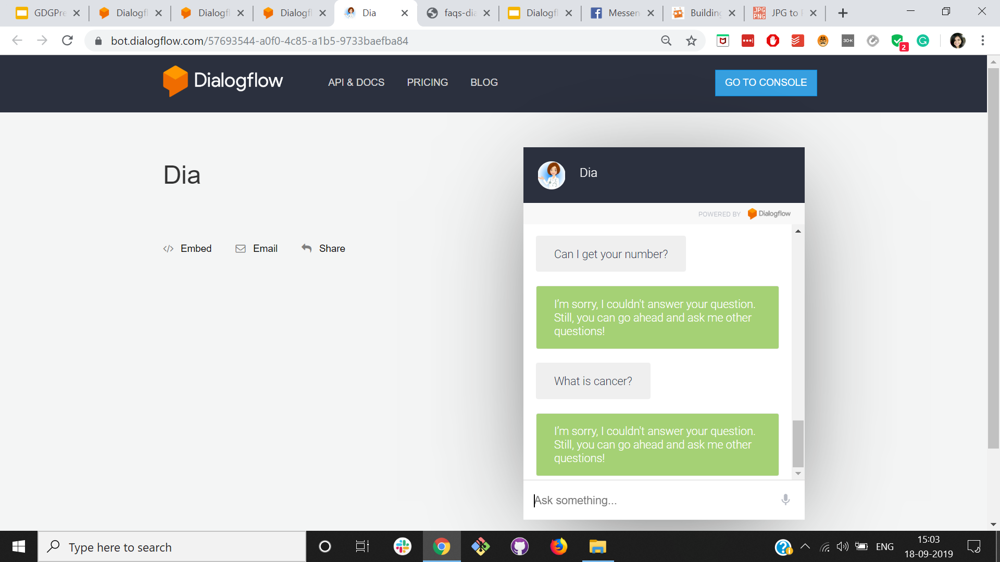 GDGPre
Dialogfl
Dialogfl
Dialogfl
Dia
faqs-dia
Dialogfl
Messen
Building
JPG to
bot.dialogflow.com/57693544-a0f0-4c85-a1b5-9733baefba84
30+
2
Dialogflow
API & DOCS
PRICING
BLOG
GO TO CONSOLE
Dia
Embed
Email
Share
Dia
POWERED BY
Dialogflow
Can I get your number?
I'm sorry, I couldn't answer your question.
Still, you can go ahead and ask me other
questions!
What is cancer?
I'm sorry, I couldn't answer your question.
Still, you can go ahead and ask me other
questions!
Ask something...
Type here to search
ENG
15:03
18-09-2019